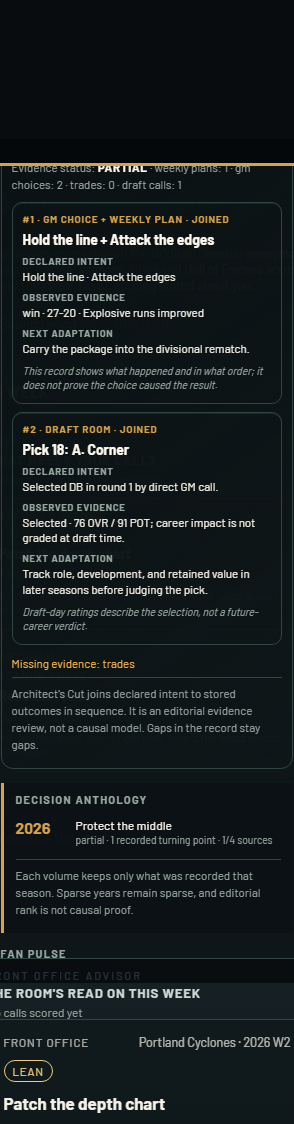 Evidence status: PARTIAL · weekly plans: 1 · gm
choices: 2 · trades: 0 · draft calls: 1
#1 · GM CHOICE + WEEKLY PLAN · JOINED
Hold the line + Attack the edges
DECLARED INTENT
Hold the line · Attack the edges
OBSERVED EVIDENCE
win · 27-20 · Explosive runs improved
NEXT ADAPTATION
Carry the package into the divisional rematch.
This record shows what happened and in what order; it
does not prove the choice caused the result.
#2 · DRAFT ROOM · JOINED
Pick 18: A. Corner
DECLARED INTENT
Selected DB in round 1 by direct GM call.
OBSERVED EVIDENCE
Selected · 76 OVR / 91 POT; career impact is not
graded at draft time.
NEXT ADAPTATION
Track role, development, and retained value in
later seasons before judging the pick.
Draft-day ratings describe the selection, not a future-
career verdict.
Missing evidence: trades
Architect's Cut joins declared intent to stored
outcomes in sequence. It is an editorial evidence
review, not a causal model. Gaps in the record stay
gaps.
DECISION ANTHOLOGY
2026 Protect the middle
partial · 1 recorded turning point · 1/4 sources
Each volume keeps only what was recorded that
season. Sparse years remain sparse, and editorial
rank is not causal proof.
FAN PULSE
RONT OFFICE ADVISOR
HE ROOM'S READ ON THIS WEEK
calls scored yet
FRONT OFFICE Portland Cyclones · 2026 W2
LEAN
Patch the depth chart